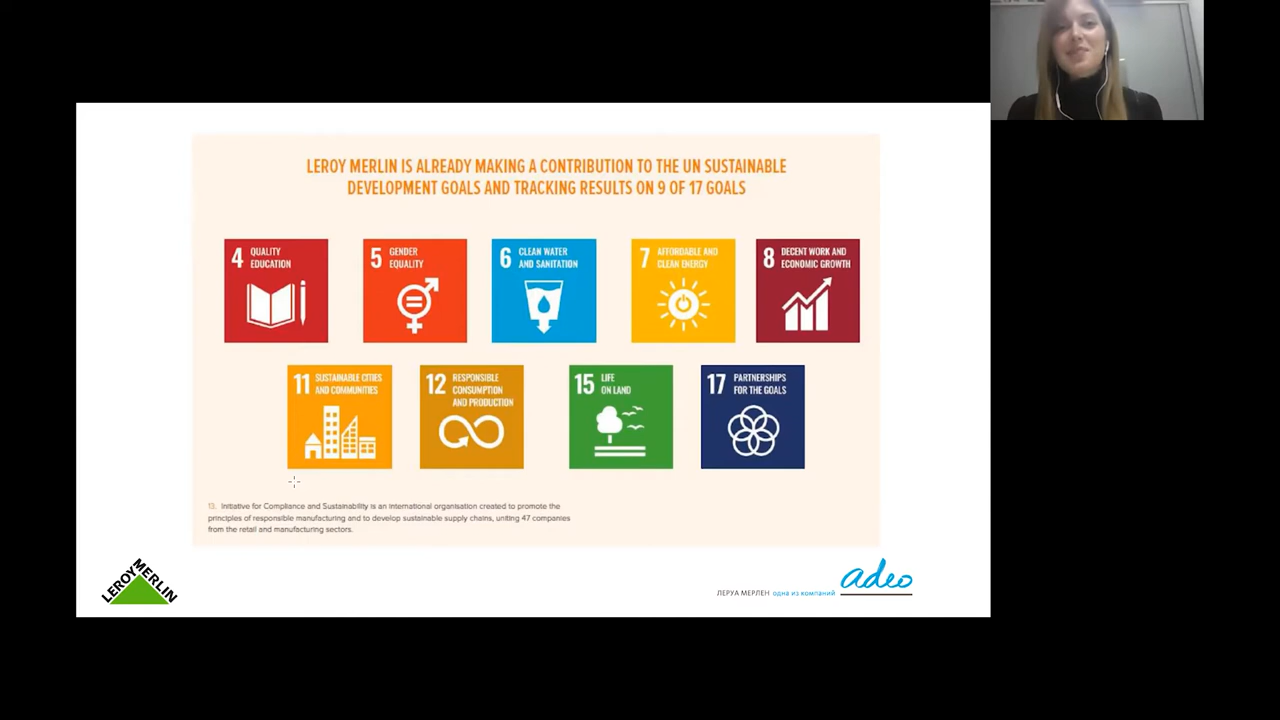 LEROY MERLIN IS ALREADY MAKING A CONTRIBUTION TO THE UN SUSTAINABLE
DEVELOPMENT GOALS AND TRACKING RESULTS ON 9 OF 17 GOALS
4 QUALITY
EDUCATION
5 GENDER
EQUALITY
6 CLEAN WATER
AND SANITATION
7 AFFORDABLE AND
CLEAN ENERGY
8 DECENT WORK AND
ECONOMIC GROWTH
11 SUSTAINABLE CITIES
AND COMMUNITIES
12 RESPONSIBLE
CONSUMPTION
AND PRODUCTION
15 LIFE
ON LAND
17 PARTNERSHIPS
FOR THE GOALS
13. Initiative for Compliance and Sustainability is an international organisation created to promote the
principles of responsible manufacturing and to develop sustainable supply chains, uniting 47 companies
from the retail and manufacturing sectors.
LEROY MERLIN
ЛЕРУА МЕРЛЕН одна из компаний adeo